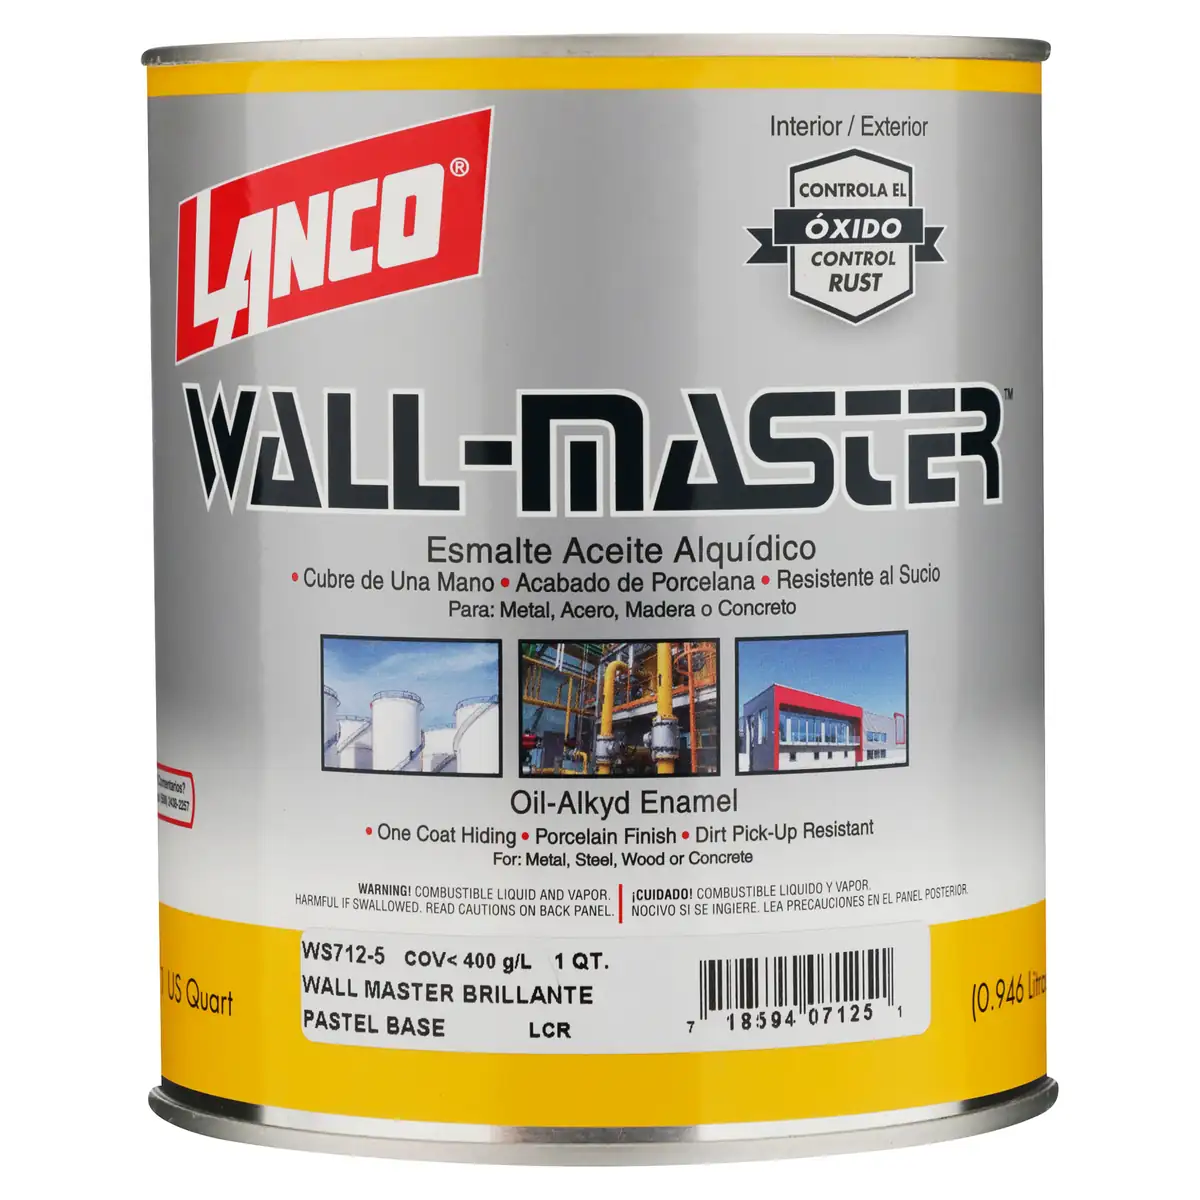 LANCO®
Interior / Exterior
CONTROLA EL
ÓXIDO
CONTROL
RUST
WALL-MASTER™
Esmalte Aceite Alquídico
• Cubre de Una Mano • Acabado de Porcelana • Resistente al Sucio
Para: Metal, Acero, Madera o Concreto
Oil-Alkyd Enamel
• One Coat Hiding • Porcelain Finish • Dirt Pick-Up Resistant
For: Metal, Steel, Wood or Concrete
WARNING! COMBUSTIBLE LIQUID AND VAPOR.
HARMFUL IF SWALLOWED. READ CAUTIONS ON BACK PANEL.
¡CUIDADO! COMBUSTIBLE LIQUIDO Y VAPOR.
NOCIVO SI SE INGIERE. LEA PRECAUCIONES EN EL PANEL POSTERIOR.
US Quart
WS712-5 COV< 400 g/L 1 QT.
WALL MASTER BRILLANTE
PASTEL BASE LCR
7 18594 07125 1
(0.946